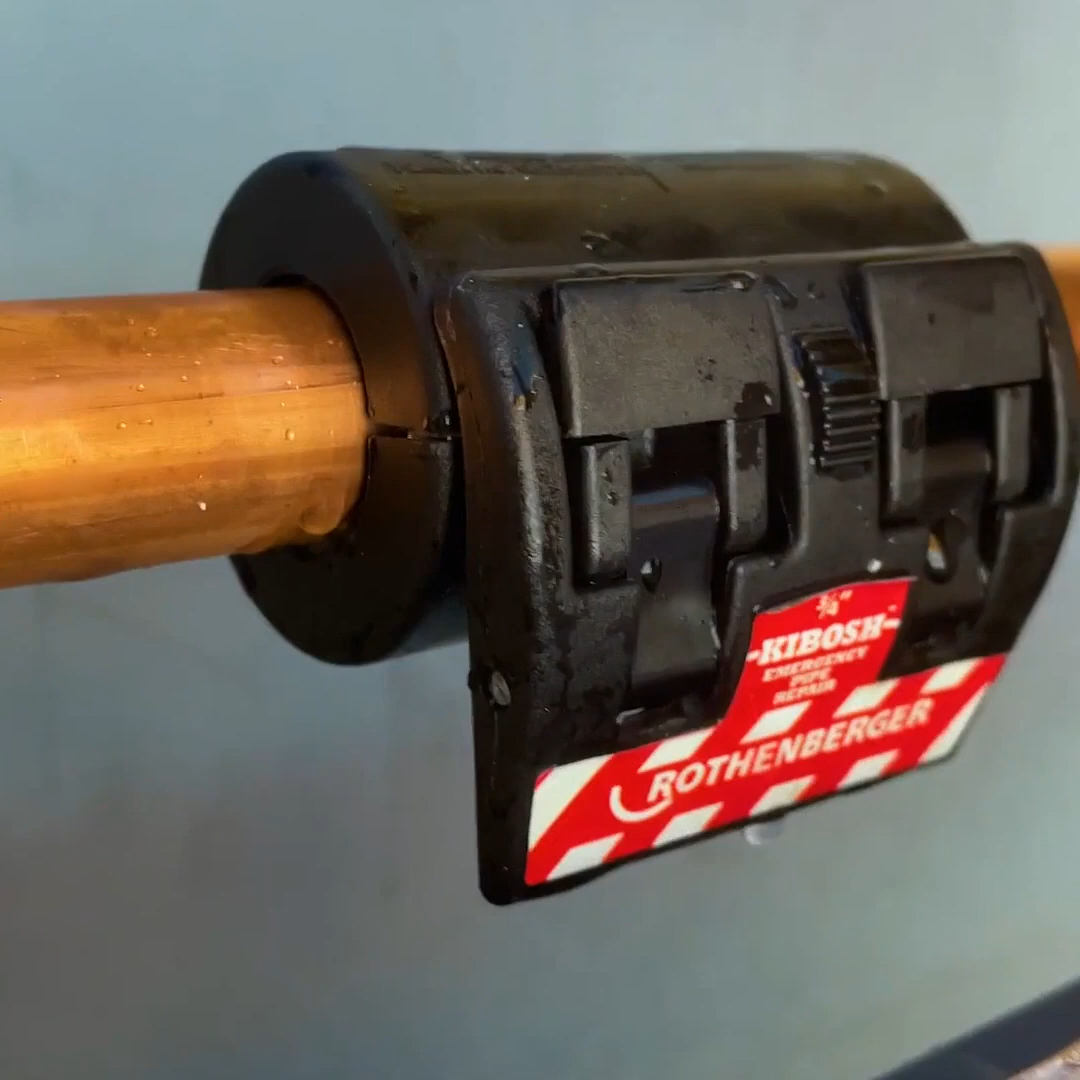 ¾"
-KIBOSH-
EMERGENCY
PIPE
REPAIR
ROTHENBERGER